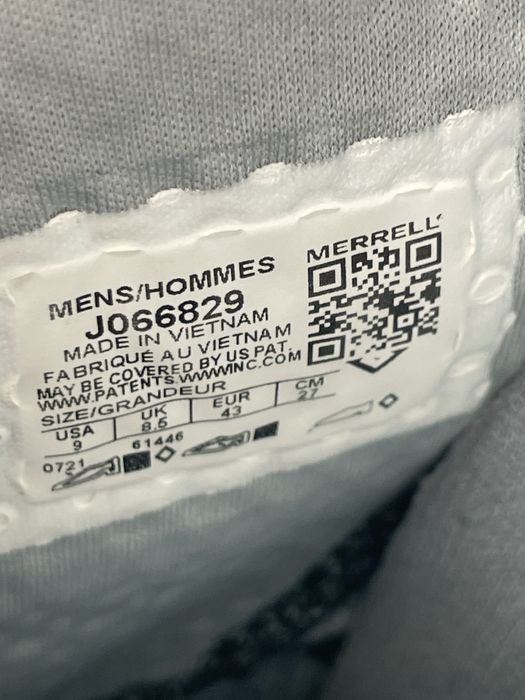 MERRELL
MENS/HOMMES
J066829
MADE IN VIETNAM
FABRIQUÉ AU VIETNAM
MAY BE COVERED BY US PAT.
WWW.PATENTS.WWWINC.COM
SIZE/GRANDEUR
USA UK EUR CM
9 8.5 43 27
0721 61446